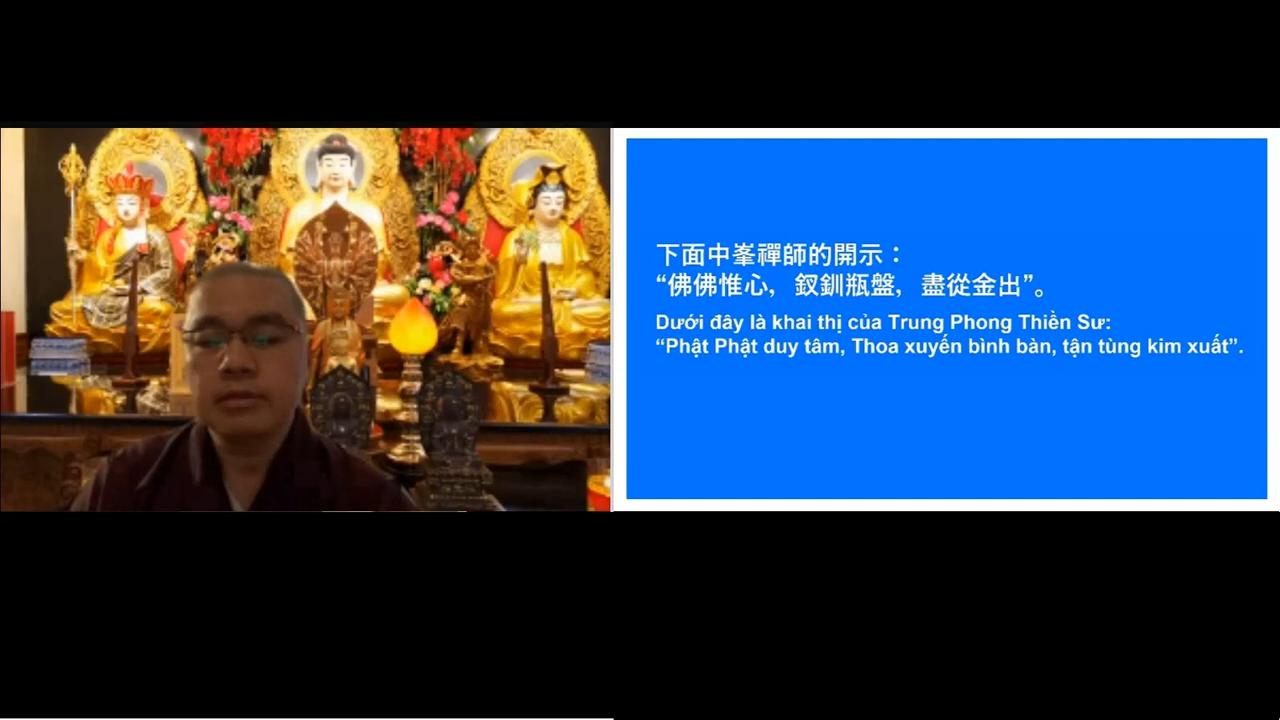 下面中峯禪師的開示：
“佛佛惟心，釵釧瓶盤，盡從金出”。
Dưới đây là khai thị của Trung Phong Thiền Sư:
“Phật Phật duy tâm, Thoa xuyến bình bàn, tận tùng kim xuất”.